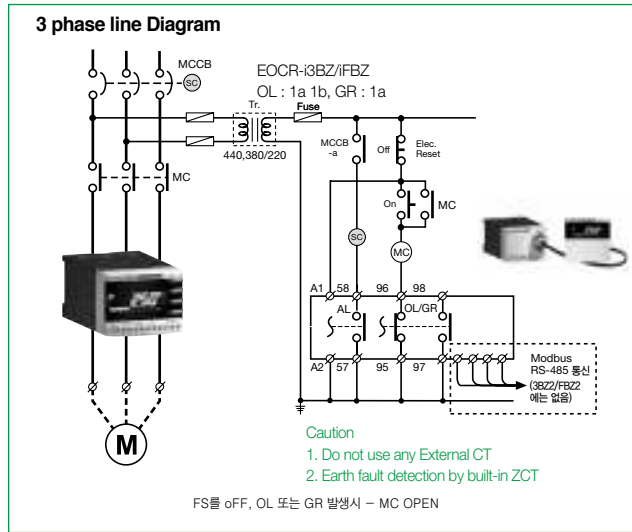 3 phase line Diagram
MCCB
SC
EOCR-i3BZ/iFBZ
OL : 1a 1b, GR : 1a
Tr.
Fuse
440,380/220
MCCB
-a
Off
Elec.
Reset
MC
On
MC
SC
MC
A1
58
96
98
AL
OL/GR
A2
57
95
97
Modbus
RS-485 통신
(3BZ2/FBZ2
에는 없음)
M
Caution
1. Do not use any External CT
2. Earth fault detection by built-in ZCT
FS를 oFF, OL 또는 GR 발생시 – MC OPEN